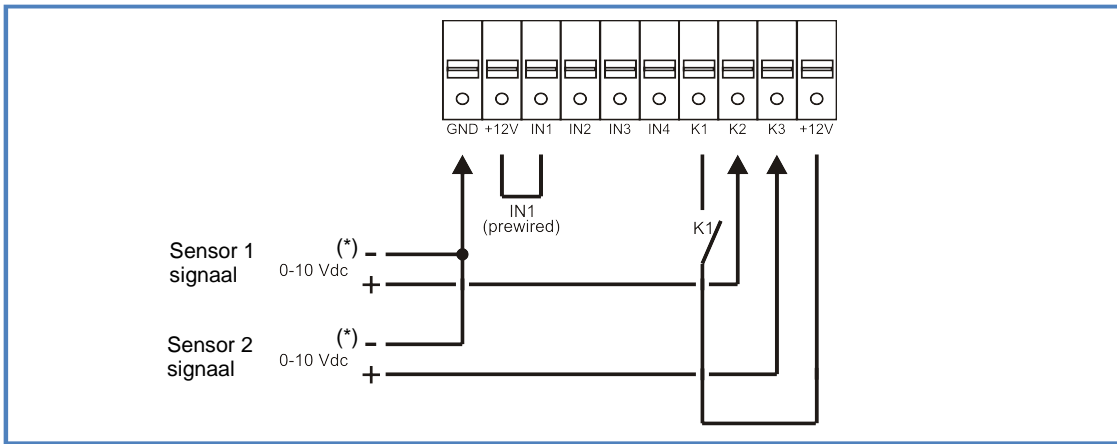 GND +12V IN1 IN2 IN3 IN4 K1 K2 K3 +12V
IN1
(prewired)
K1
Sensor 1
signaal
(*) -
0-10 Vdc
+
Sensor 2
signaal
(*) -
0-10 Vdc
+